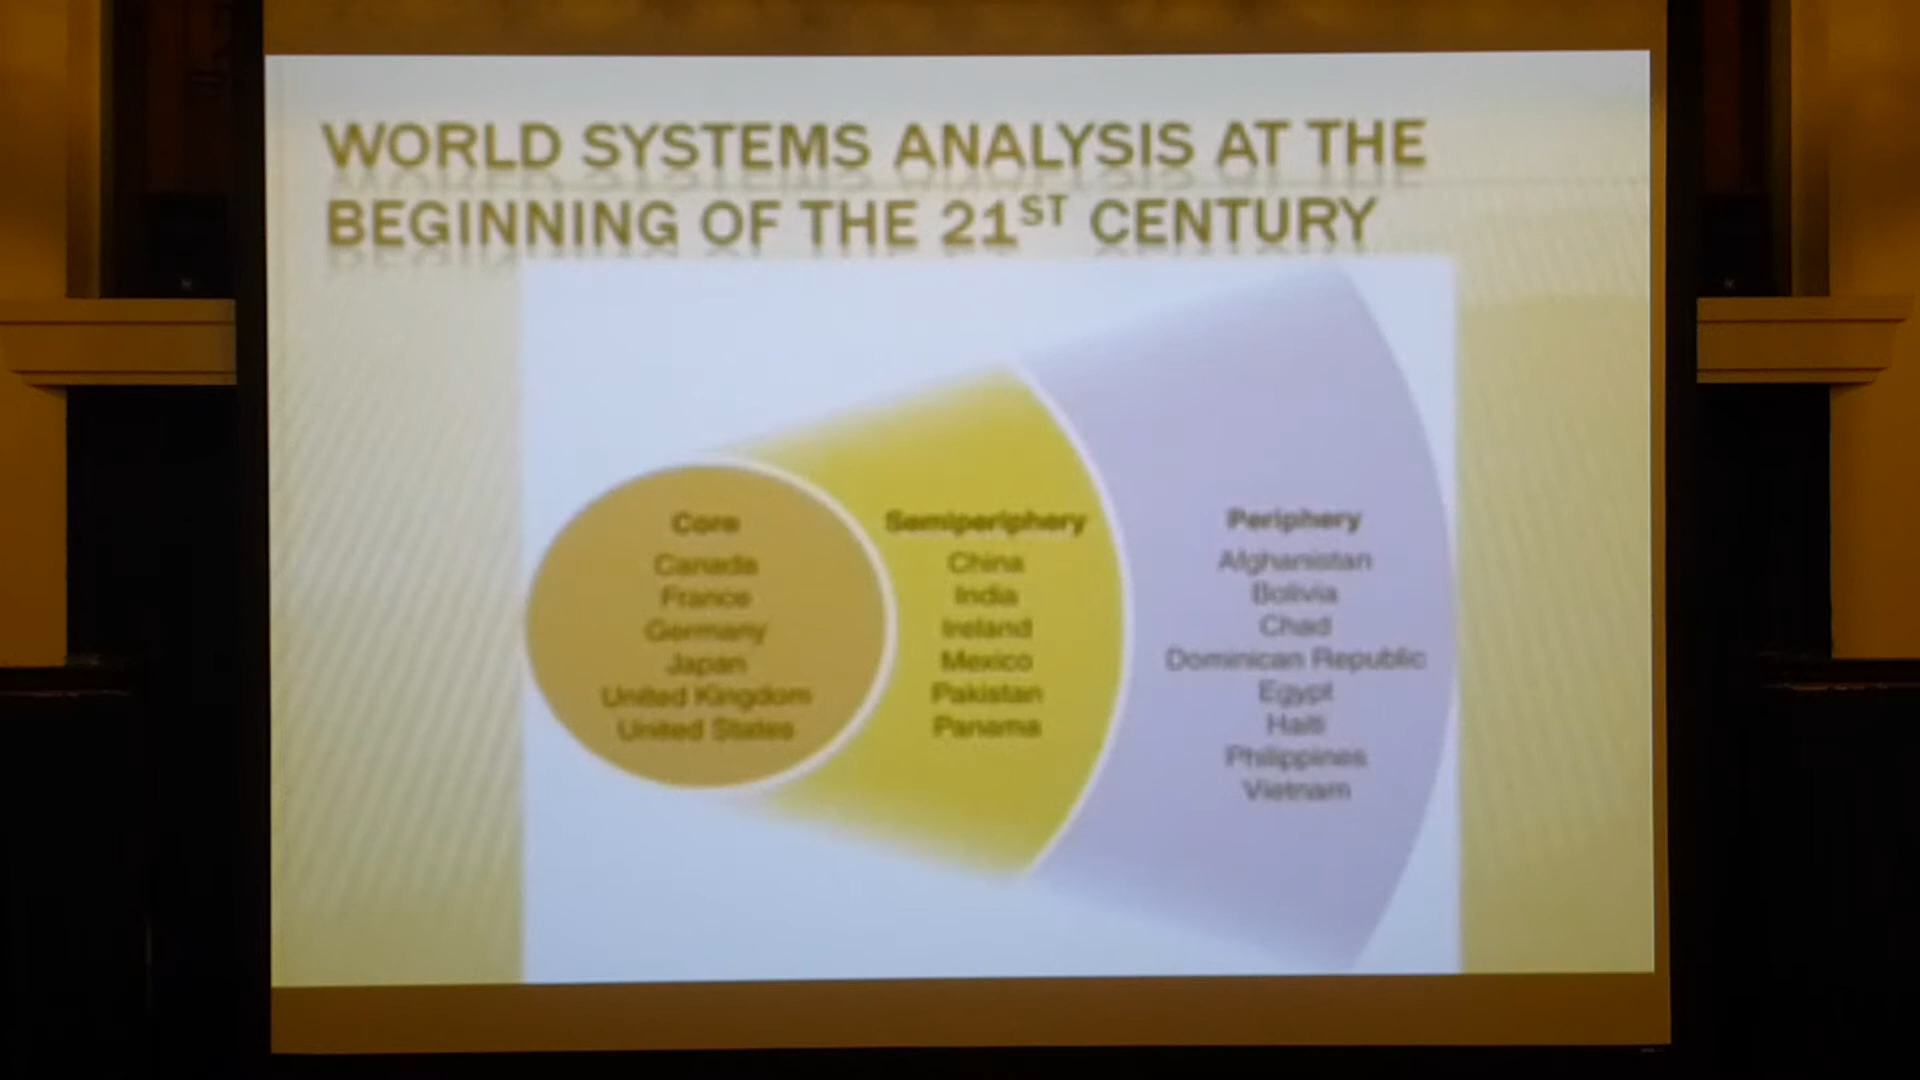 WORLD SYSTEMS ANALYSIS AT THE
BEGINNING OF THE 21ST CENTURY
Core
Canada
France
Germany
Japan
United Kingdom
United States
Semiperiphery
China
India
Ireland
Mexico
Pakistan
Panama
Periphery
Afghanistan
Bolivia
Chad
Dominican Republic
Egypt
Haiti
Philippines
Vietnam